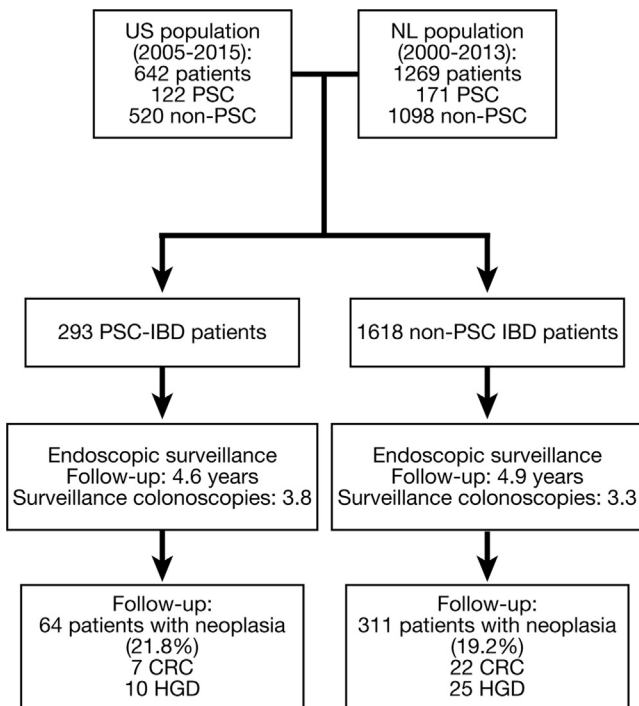 US population
(2005-2015):
642 patients
122 PSC
520 non-PSC
NL population
(2000-2013):
1269 patients
171 PSC
1098 non-PSC
293 PSC-IBD patients
1618 non-PSC IBD patients
Endoscopic surveillance
Follow-up: 4.6 years
Surveillance colonoscopies: 3.8
Endoscopic surveillance
Follow-up: 4.9 years
Surveillance colonoscopies: 3.3
Follow-up:
64 patients with neoplasia
(21.8%)
7 CRC
10 HGD
Follow-up:
311 patients with neoplasia
(19.2%)
22 CRC
25 HGD